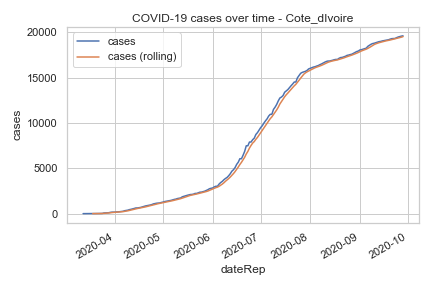 COVID-19 cases over time - Cote_dIvoire
cases
cases (rolling)
20000
15000
10000
5000
0
cases
2020-04
2020-05
2020-06
2020-07
2020-08
2020-09
2020-10
dateRep